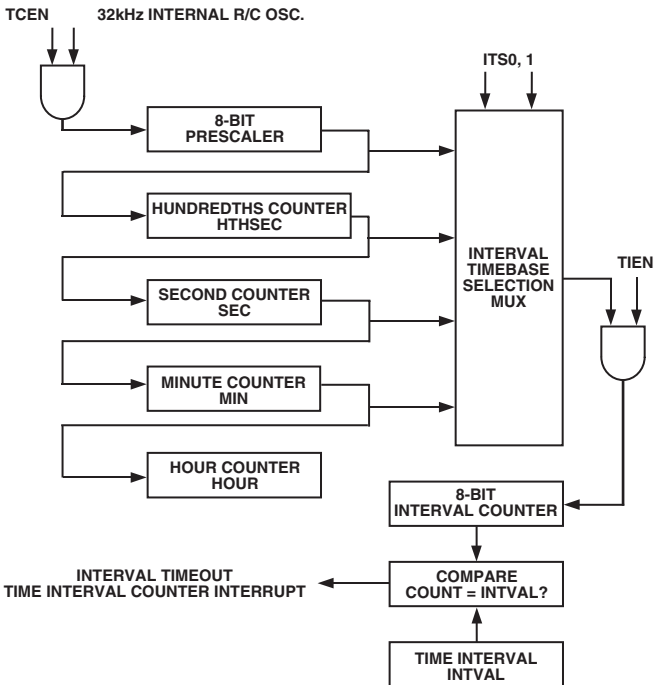 TCEN 32kHz INTERNAL R/C OSC.
ITS0, 1
8-BIT
PRESCALER
HUNDREDTHS COUNTER
HTHSEC
INTERVAL
TIMEBASE
SELECTION
MUX
TIEN
SECOND COUNTER
SEC
MINUTE COUNTER
MIN
HOUR COUNTER
HOUR
8-BIT
INTERVAL COUNTER
INTERVAL TIMEOUT
TIME INTERVAL COUNTER INTERRUPT
COMPARE
COUNT = INTVAL?
TIME INTERVAL
INTVAL